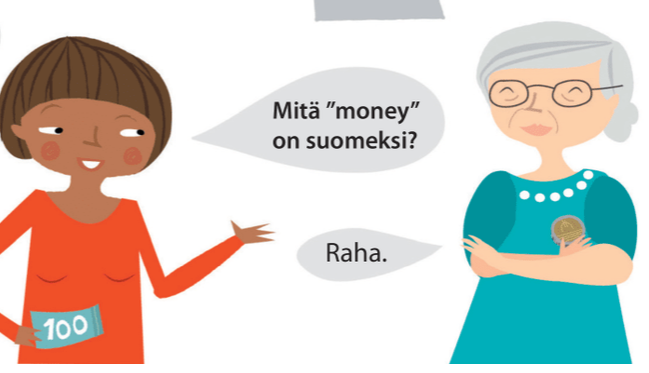 Mitä ”money”
on suomeksi?
Raha.
100